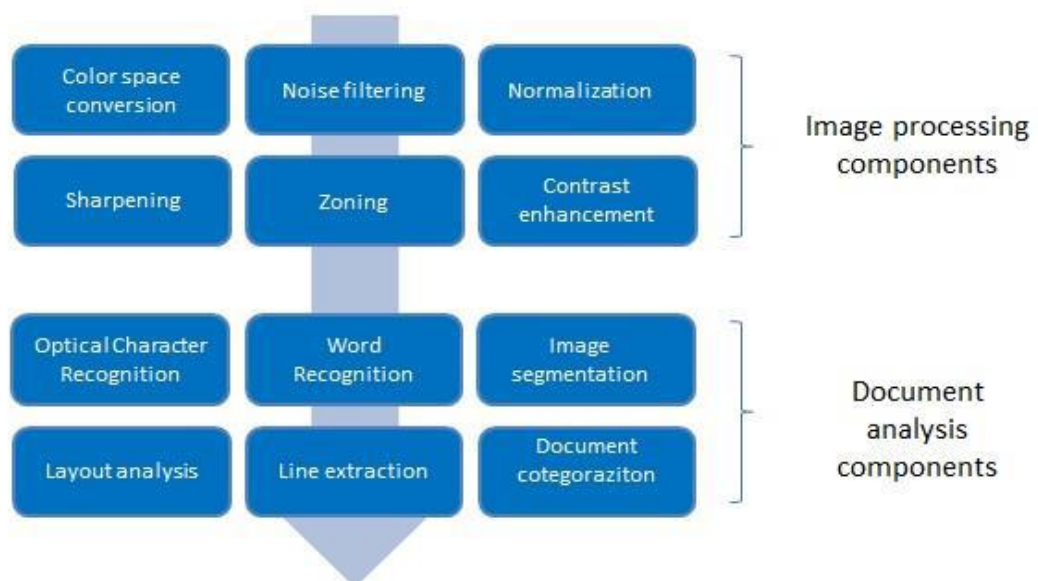 Color space
conversion
Noise filtering
Normalization
Sharpening
Zoning
Contrast
enhancement
Image processing
components
Optical Character
Recognition
Word
Recognition
Image
segmentation
Layout analysis
Line extraction
Document
cotegoraziton
Document
analysis
components